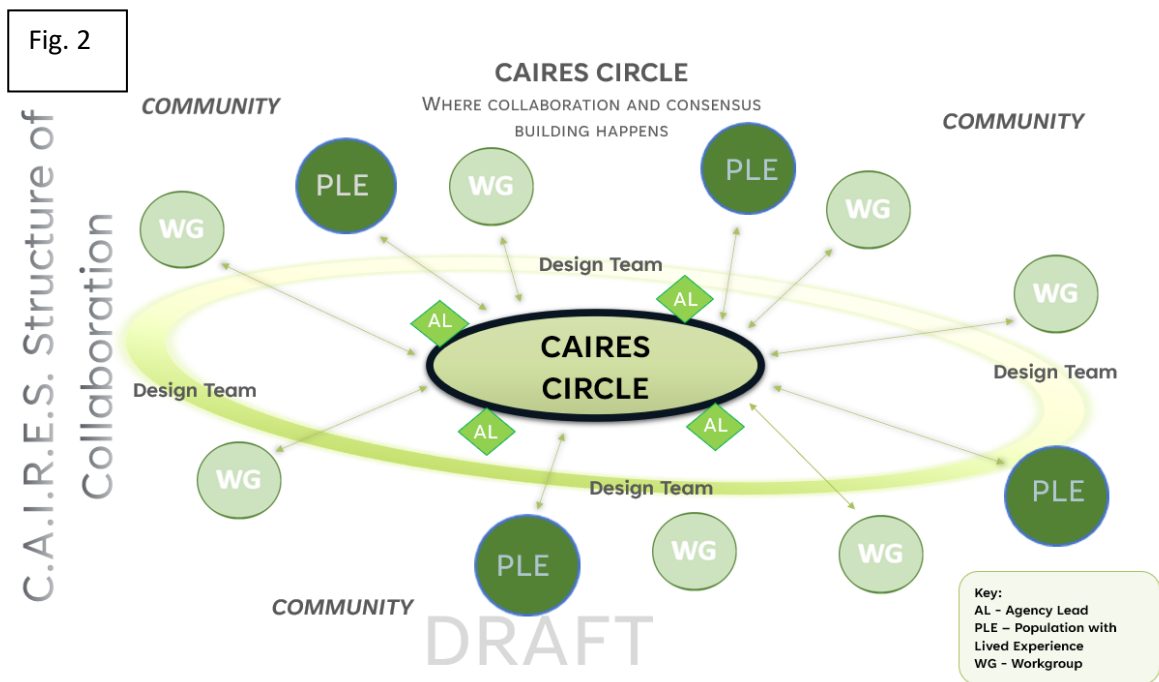 Fig. 2
C.A.I.R.E.S. Structure of
Collaboration
CAIRES CIRCLE
WHERE COLLABORATION AND CONSENSUS
BUILDING HAPPENS
COMMUNITY
COMMUNITY
PLE
WG
PLE
WG
WG
WG
Design Team
AL
AL
CAIRES
CIRCLE
Design Team
Design Team
AL
AL
WG
Design Team
PLE
PLE
WG
WG
COMMUNITY
DRAFT
Key:
AL - Agency Lead
PLE – Population with
Lived Experience
WG - Workgroup